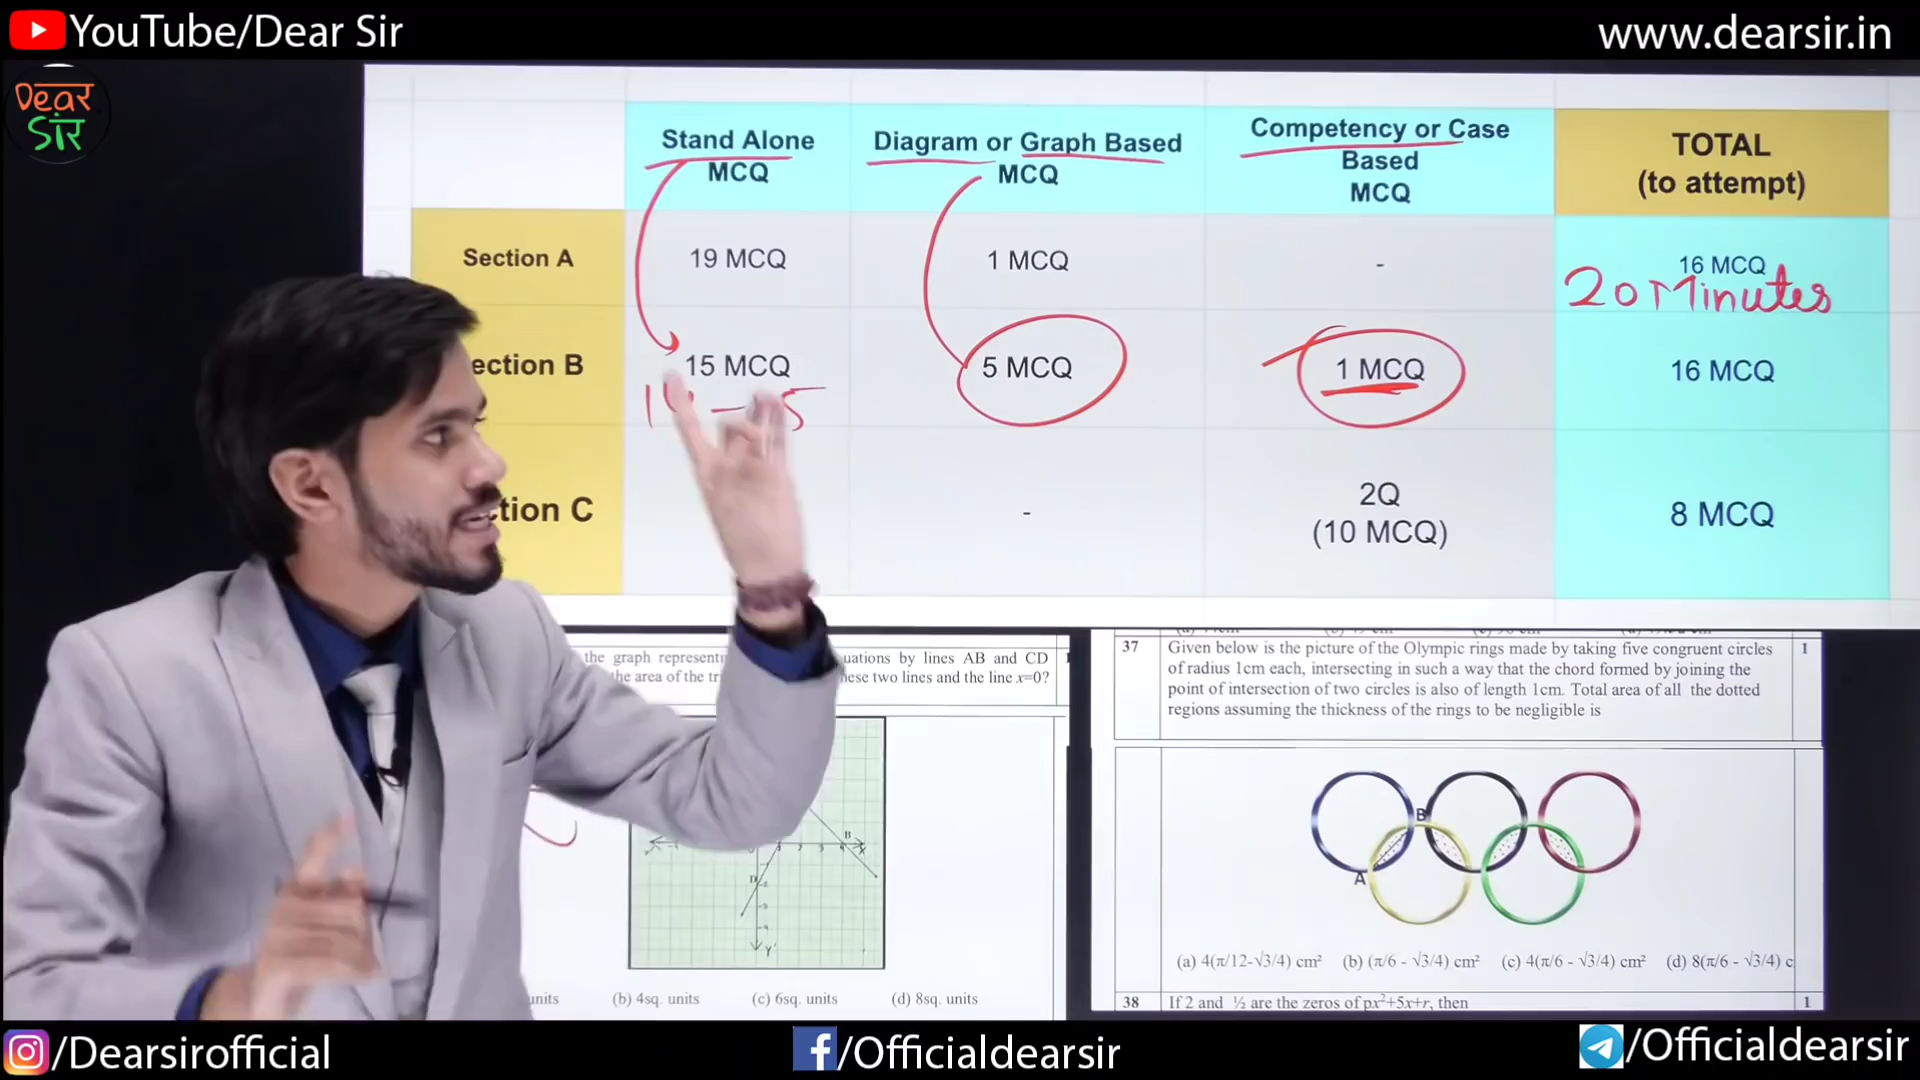 YouTube/Dear Sir
www.dearsir.in
Dear
सर
Stand Alone
MCQ
Diagram or Graph Based
MCQ
Competency or Case
Based
MCQ
TOTAL
(to attempt)
Section A
19 MCQ
1 MCQ
-
16 MCQ
20 Minutes
ection B
15 MCQ
5 MCQ
1 MCQ
16 MCQ
tion C
-
2Q
(10 MCQ)
8 MCQ
the graph
uations by lines AB and CD
the area of the
these two lines and the line x=0?
B
X
D
Y'
units
(b) 4sq. units
(c) 6sq. units
(d) 8sq. units
37
Given below is the picture of the Olympic rings made by taking five congruent circles
of radius 1cm each, intersecting in such a way that the chord formed by joining the
point of intersection of two circles is also of length 1cm. Total area of all the dotted
regions assuming the thickness of the rings to be negligible is
1
B
A
(a) 4(π/12-√3/4) cm²
(b) (π/6 - √3/4) cm²
(c) 4(π/6 - √3/4) cm²
(d) 8(π/6 - √3/4) c
38
If 2 and ½ are the zeros of px²+5x+r, then
1
/Dearsirofficial
/Officialdearsir
/Officialdearsir